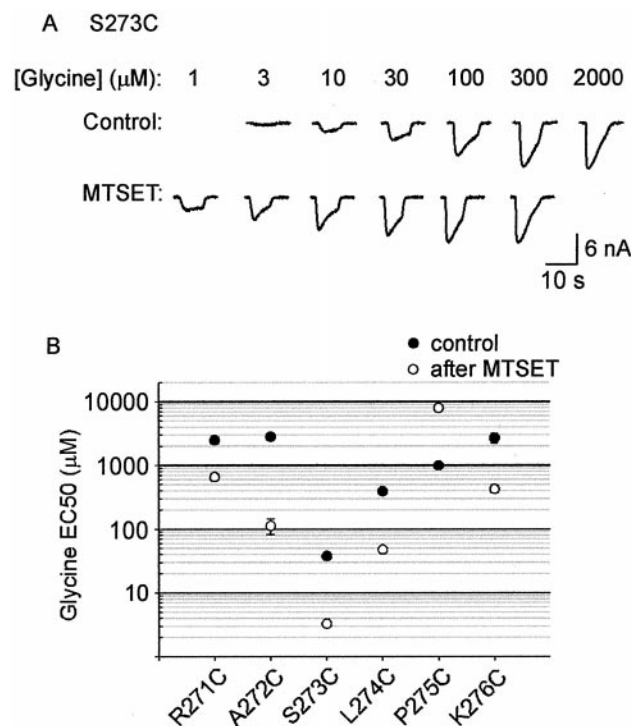 A S273C
[Glycine] (μM): 1 3 10 30 100 300 2000
Control:
MTSET:
6 nA
10 s
B
control
after MTSET
Glycine EC50 (μM)
10000
1000
100
10
R271C A272C S273C L274C P275C K276C